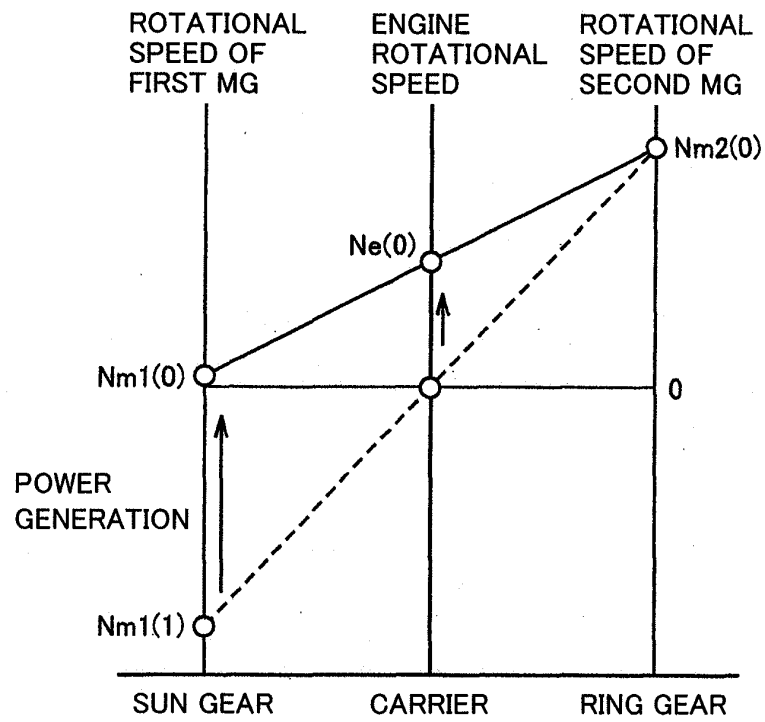 ROTATIONAL
SPEED OF
FIRST MG
ENGINE
ROTATIONAL
SPEED
ROTATIONAL
SPEED OF
SECOND MG
Nm2(0)
Ne(0)
Nm1(0)
0
POWER
GENERATION
Nm1(1)
SUN GEAR
CARRIER
RING GEAR